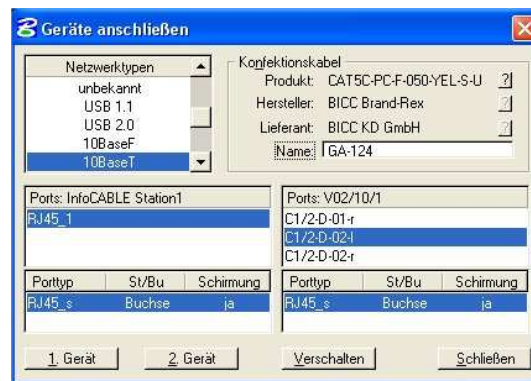 Geräte anschließen
Netzwerktypen
unbekannt
USB 1.1
USB 2.0
10BaseF
10BaseT
Konfektionskabel
Produkt: CAT5C-PC-F-050-YEL-S-U ?
Hersteller: BICC Brand-Rex ?
Lieferant: BICC KD GmbH ?
Name: GA-124
Ports: InfoCABLE Station1
RJ45_1
Porttyp St/Bu Schirmung
RJ45_s Buchse ja
Ports: V02/10/1
C1/2-D-01-r
C1/2-D-02-l
C1/2-D-02-r
Porttyp St/Bu Schirmung
RJ45_s Buchse ja
1. Gerät 2. Gerät Verschalten Schließen